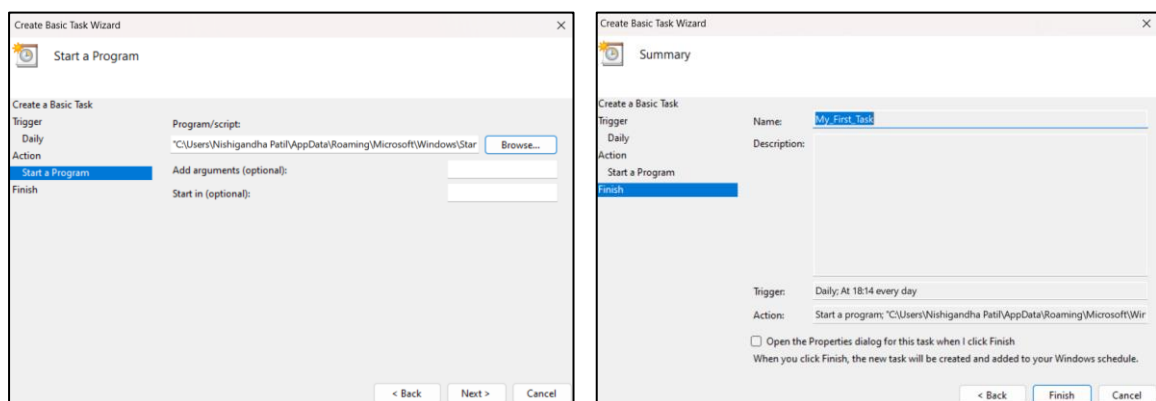 Create Basic Task Wizard
Start a Program
Create a Basic Task
Trigger
Daily
Action
Start a Program
Finish
Program/script:
"C:\Users\Nishigandha Patil\AppData\Roaming\Microsoft\Windows\Star
Browse...
Add arguments (optional):
Start in (optional):
< Back Next > Cancel
Create Basic Task Wizard
Summary
Create a Basic Task
Trigger
Daily
Action
Start a Program
Finish
Name: My_First_Task
Description:
Trigger: Daily; At 18:14 every day
Action: Start a program; "C:\Users\Nishigandha Patil\AppData\Roaming\Microsoft\Wir
Open the Properties dialog for this task when I click Finish
When you click Finish, the new task will be created and added to your Windows schedule.
< Back Finish Cancel